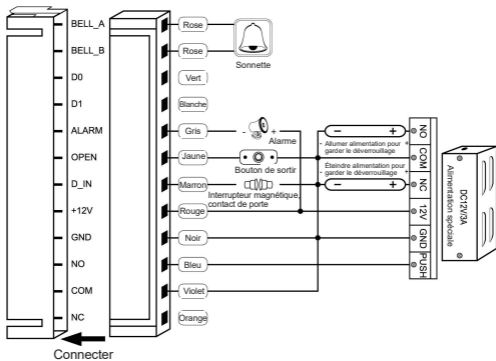 BELL_A
Rose
BELL_B
Rose
Sonnette
D0
Vert
D1
Blanche
ALARM
Gris
- +
Alarme
OPEN
Jaune
Bouton de sortir
D_IN
Marron
Interrupteur magnétique,
contact de porte
+12V
Rouge
GND
Noir
NO
Bleu
COM
Violet
NC
Orange
Connecter
- +
- Allumer alimentation pour +
garder le déverrouillage
Éteindre alimentation pour
- garder le déverrouillage +
- +
NO
COM
NC
12V
GND
PUSH
DC12V/3A
Alimentation spéciale